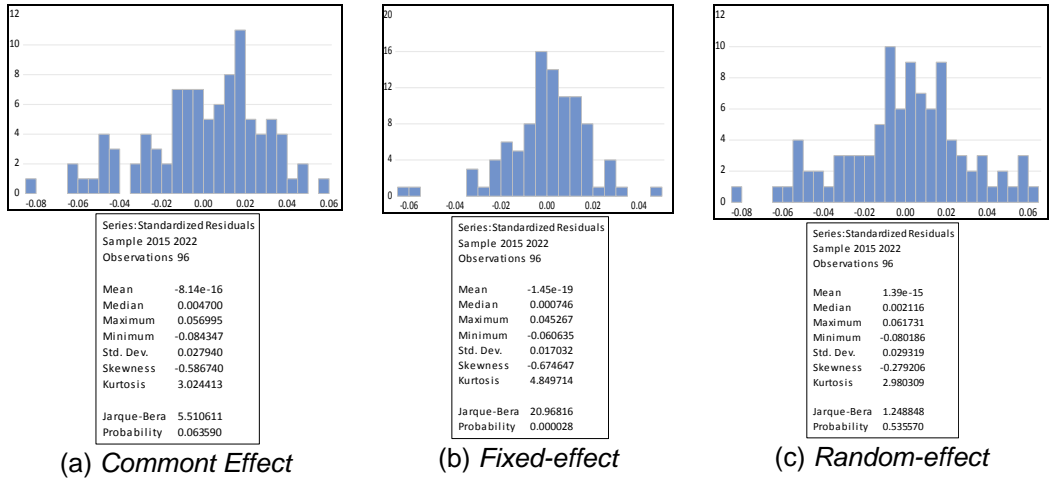 12
10
8
6
4
2
0
-0.08 -0.06 -0.04 -0.02 0.00 0.02 0.04 0.06
Series: Standardized Residuals
Sample 2015 2022
Observations 96
Mean -8.14e-16
Median 0.004700
Maximum 0.056995
Minimum -0.084347
Std. Dev. 0.027940
Skewness -0.586740
Kurtosis 3.024413
Jarque-Bera 5.510611
Probability 0.063590
(a) Commont Effect
20
16
12
8
4
0
-0.06 -0.04 -0.02 0.00 0.02 0.04
Series: Standardized Residuals
Sample 2015 2022
Observations 96
Mean -1.45e-19
Median 0.000746
Maximum 0.045267
Minimum -0.060635
Std. Dev. 0.017032
Skewness -0.674647
Kurtosis 4.849714
Jarque-Bera 20.96816
Probability 0.000028
(b) Fixed-effect
12
10
8
6
4
2
0
-0.08 -0.06 -0.04 -0.02 0.00 0.02 0.04 0.06
Series: Standardized Residuals
Sample 2015 2022
Observations 96
Mean 1.39e-15
Median 0.002116
Maximum 0.061731
Minimum -0.080186
Std. Dev. 0.029319
Skewness -0.279206
Kurtosis 2.980309
Jarque-Bera 1.248848
Probability 0.535570
(c) Random-effect